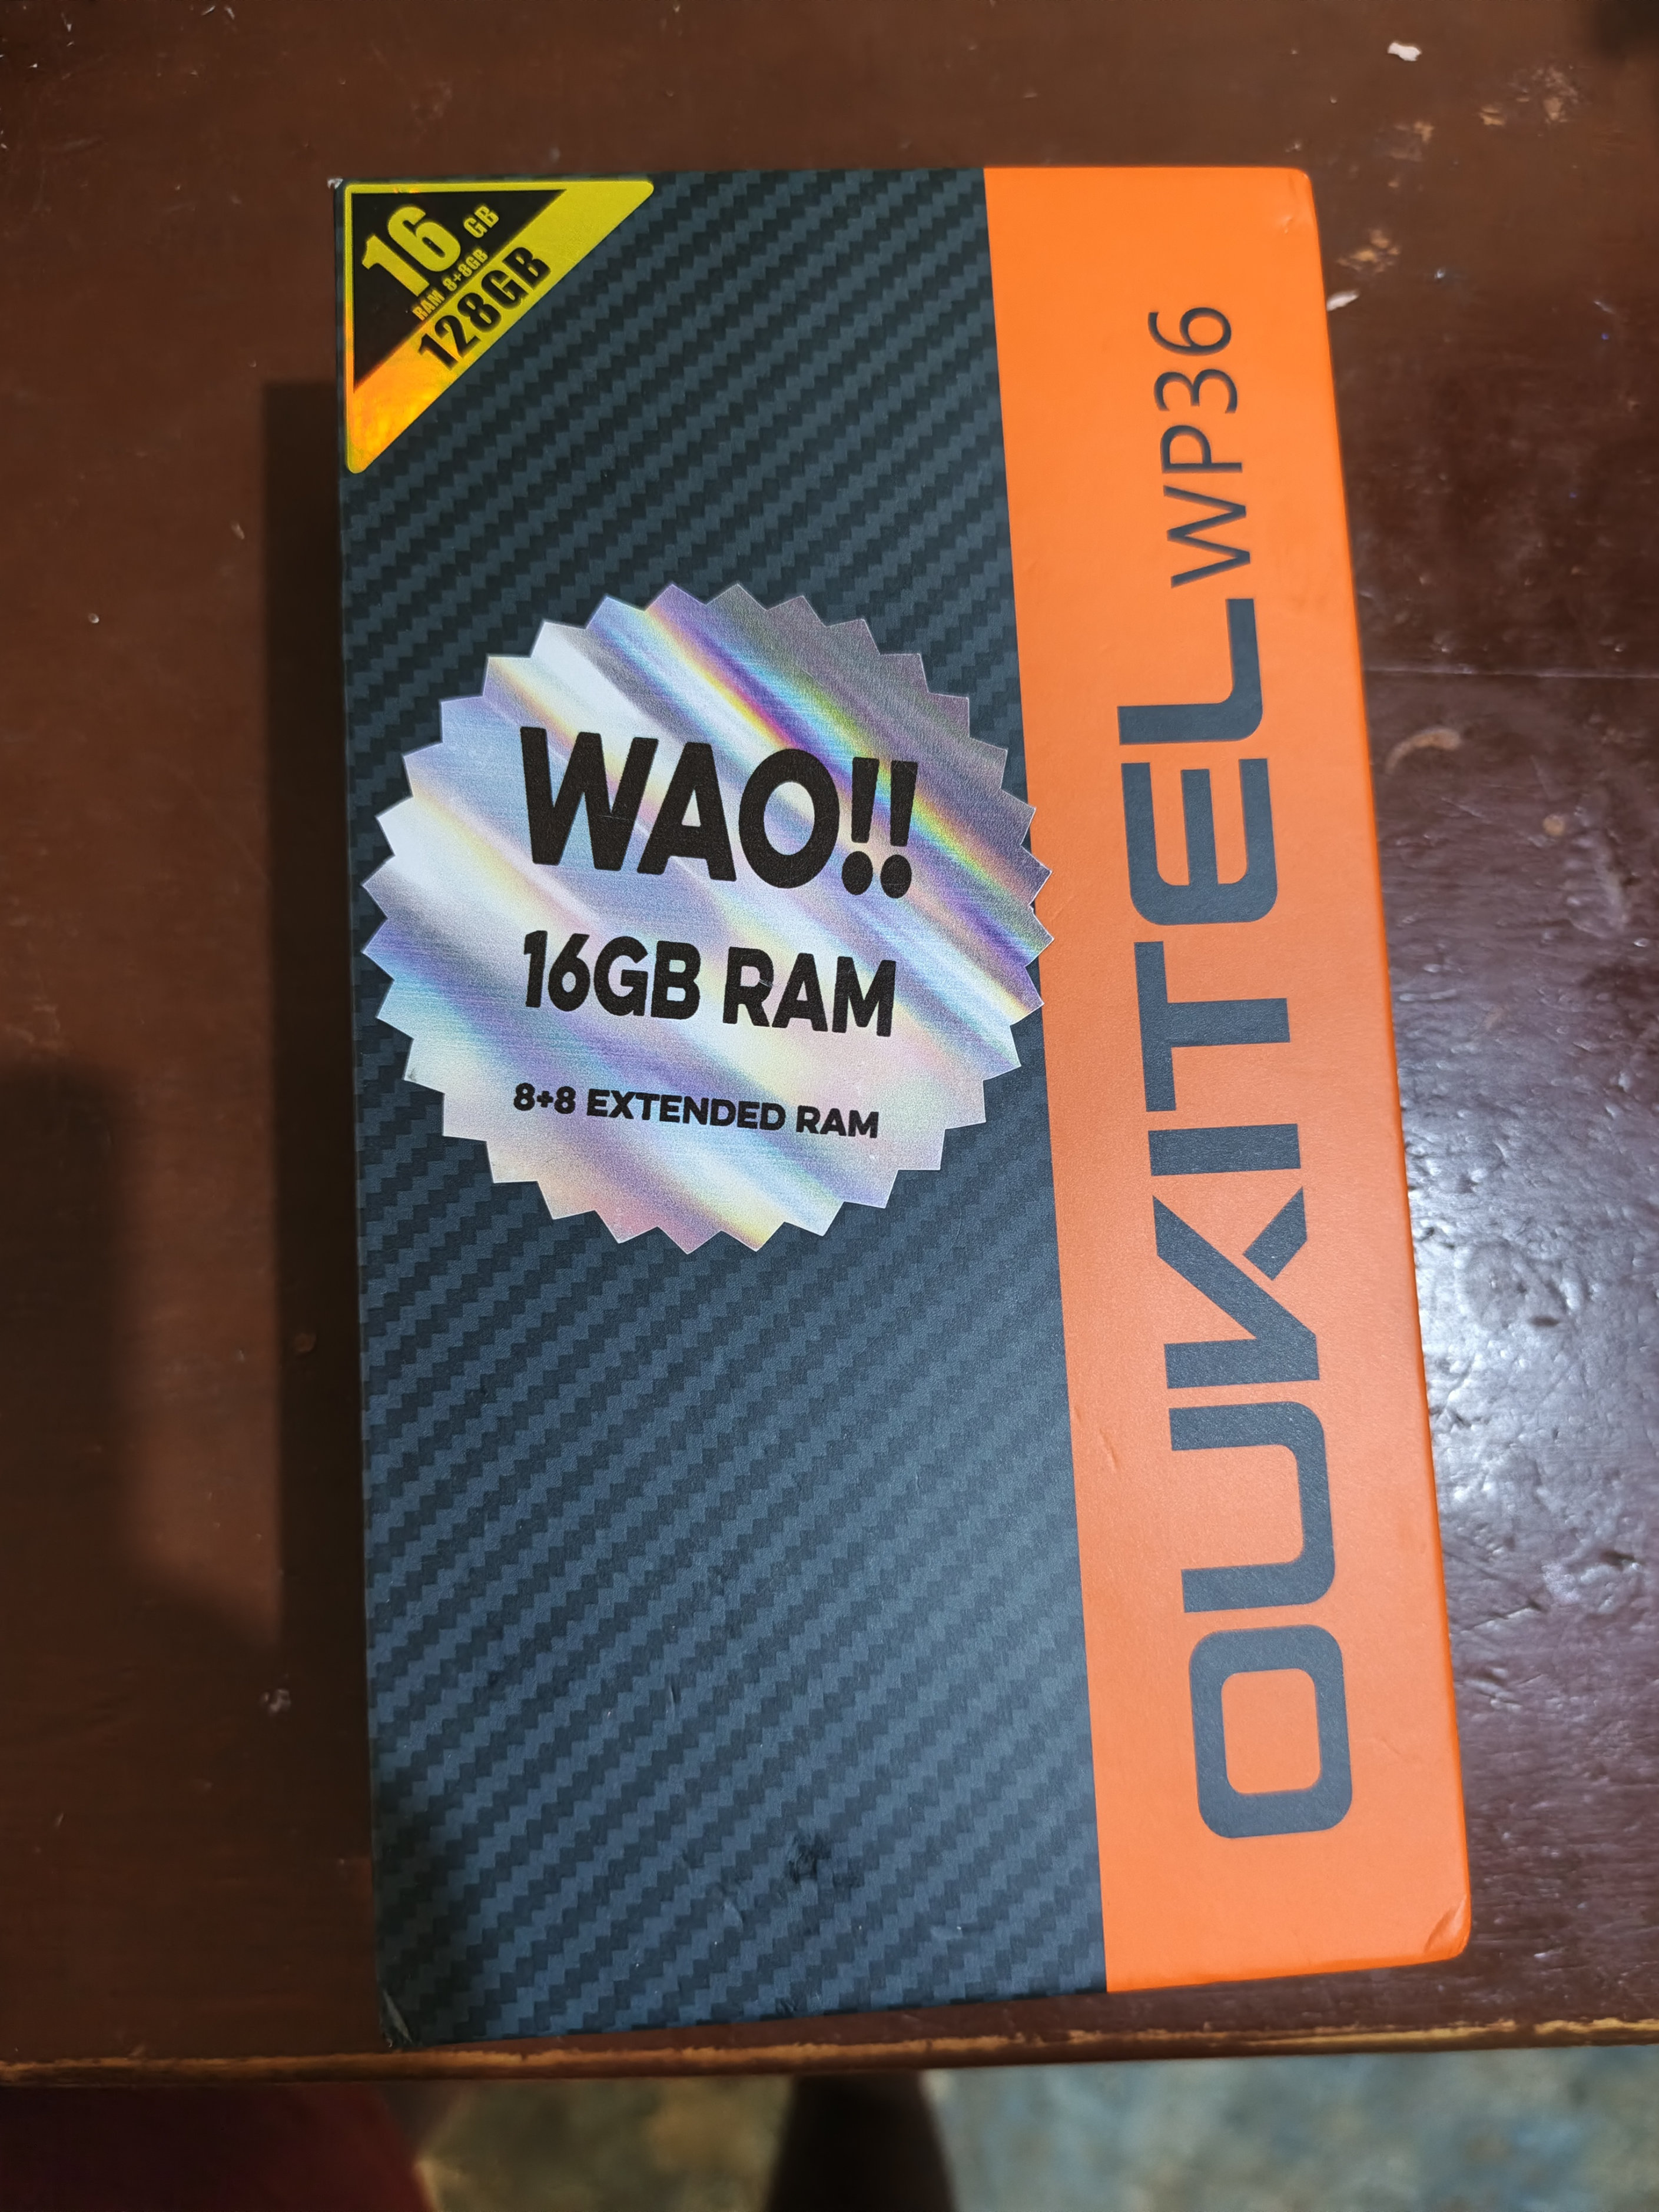 16 GB
RAM 8+8GB
128GB
WAO!!
16GB RAM
8+8 EXTENDED RAM
OUKITEL WP36